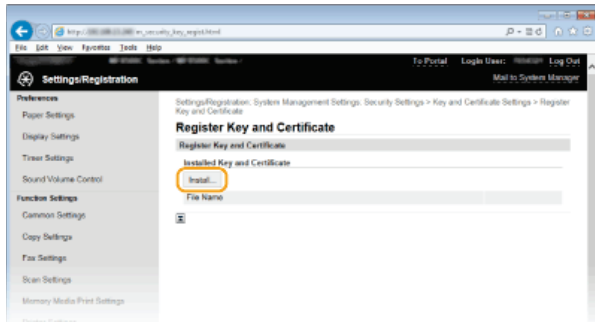 m_security_key_regist.html
File Edit View Favorites Tools Help
To Portal Login User: Log Out
Settings/Registration
Mail to System Manager
Preferences
Paper Settings
Display Settings
Timer Settings
Sound Volume Control
Function Settings
Common Settings
Copy Settings
Fax Settings
Scan Settings
Memory Media Print Settings
Settings/Registration: System Management Settings: Security Settings > Key and Certificate Settings > Register
Key and Certificate
Register Key and Certificate
Register Key and Certificate
Installed Key and Certificate
Install...
File Name